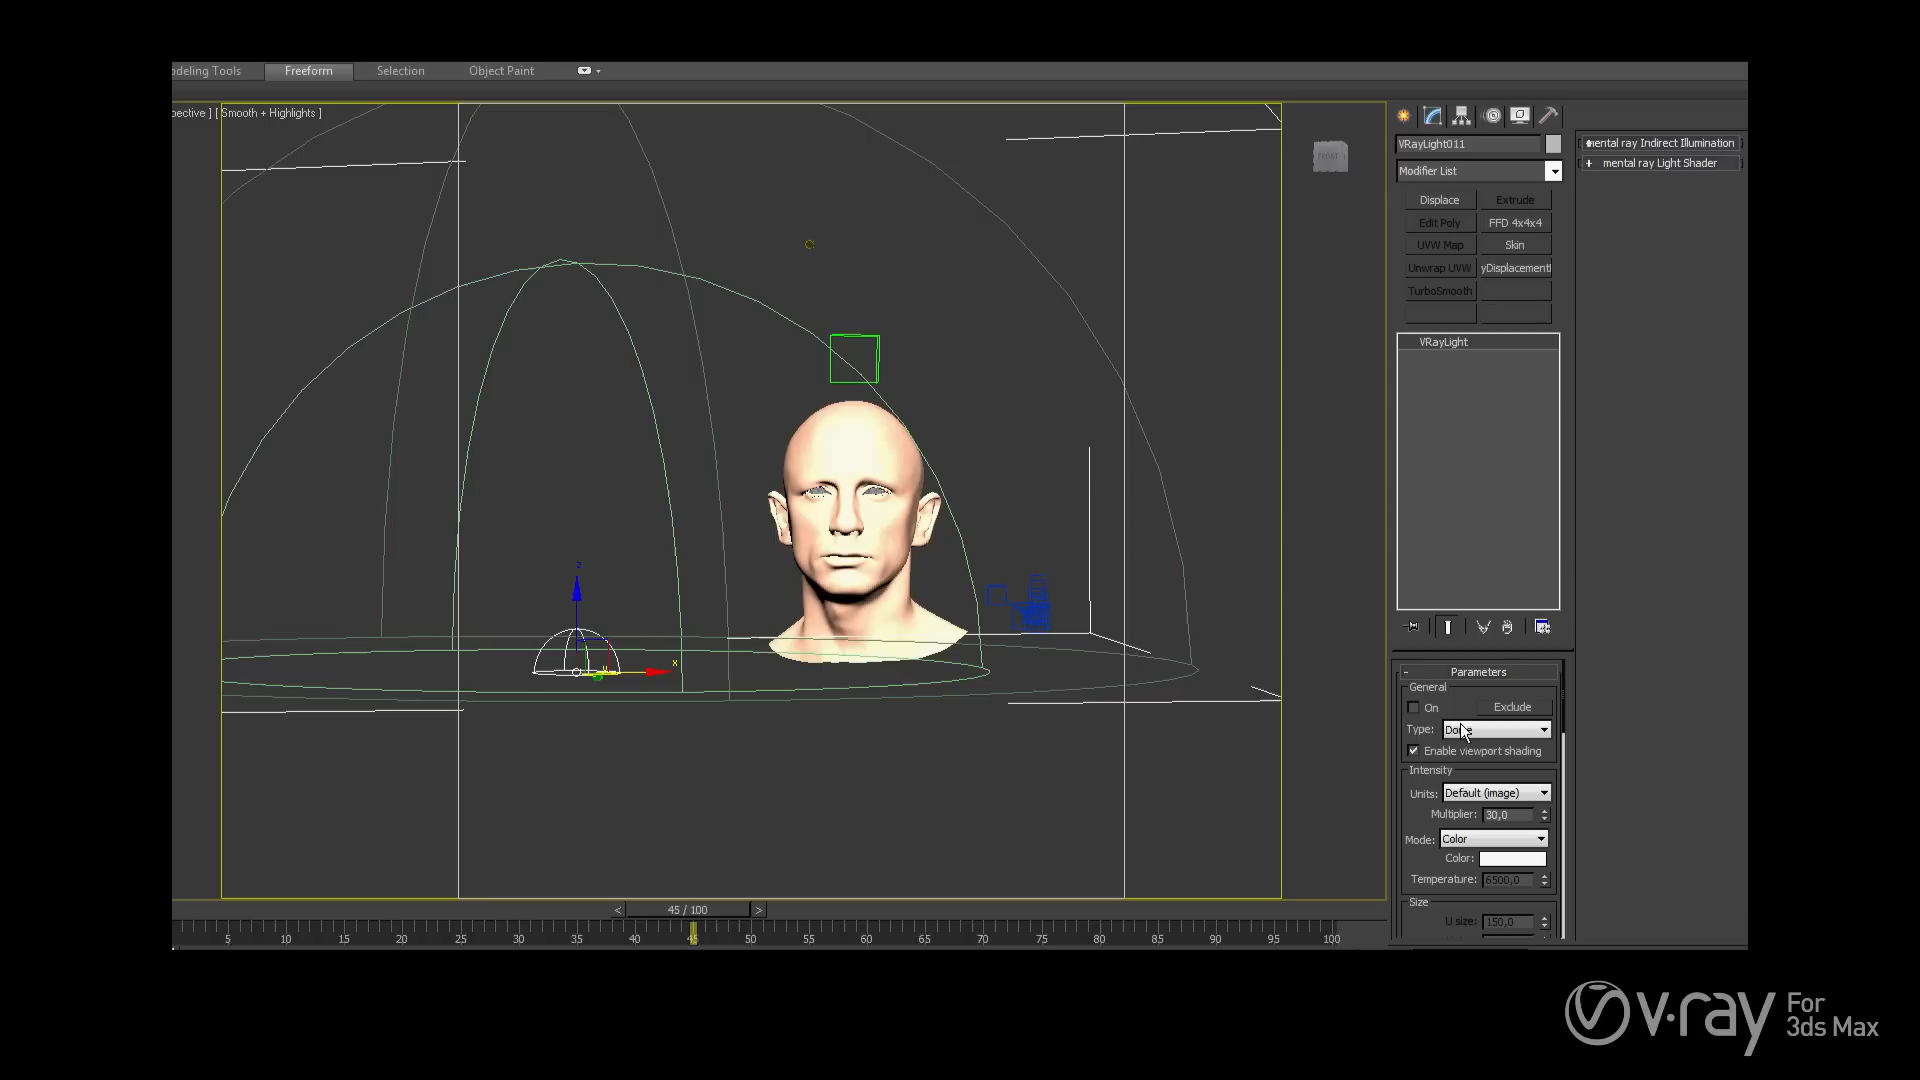 odeling Tools Freeform Selection Object Paint
pective ] [ Smooth + Highlights ]
FRONT
VRayLight011
Modifier List
Displace Extrude
Edit Poly FFD 4x4x4
UVW Map Skin
Unwrap UVW yDisplacement
TurboSmooth
VRayLight
mental ray Indirect Illumination
+ mental ray Light Shader
z
x
y
- Parameters
General
On Exclude
Type: Dome
Enable viewport shading
Intensity
Units: Default (image)
Multiplier: 30,0
Mode: Color
Color:
Temperature: 6500,0
Size
U size: 150,0
< 45 / 100 >
5 10 15 20 25 30 35 40 45 50 55 60 65 70 75 80 85 90 95 100
v·ray For
3ds Max